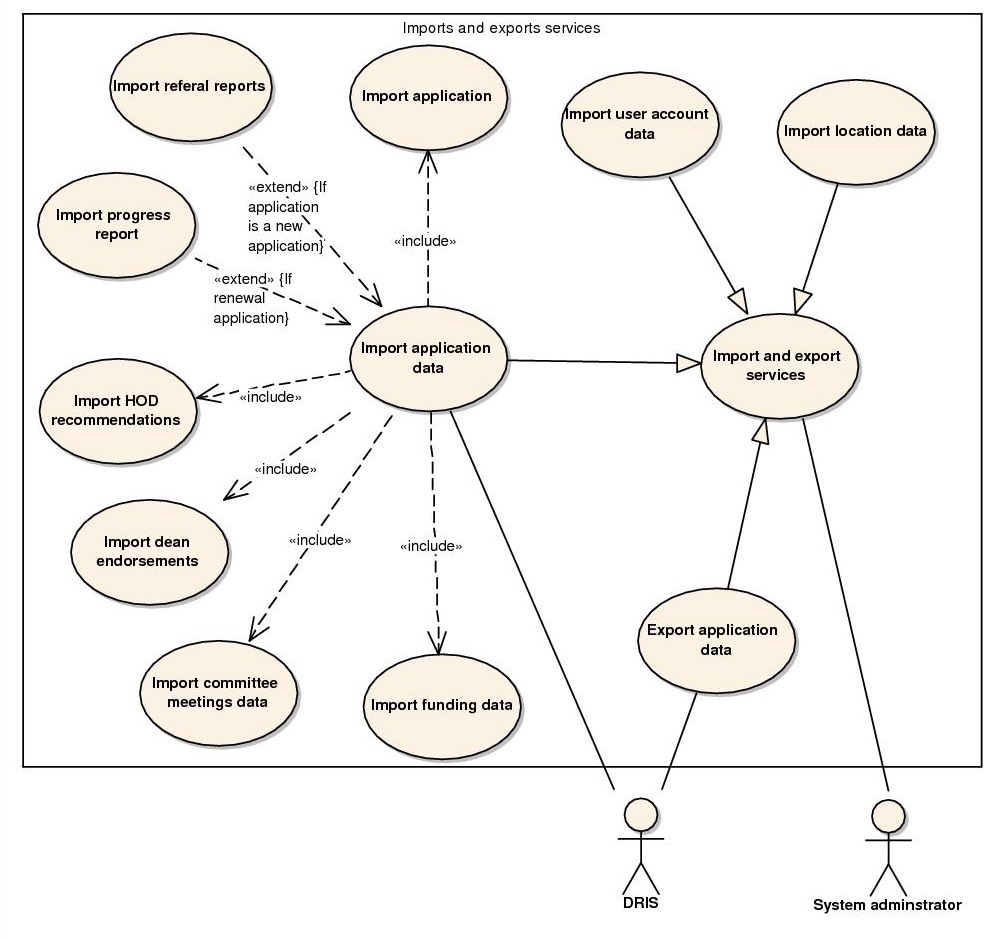 Imports and exports services
Import referal reports
Import application
Import user account
data
Import location data
«extend» {If
application
is a new
application}
Import progress
report
«include»
«extend» {If
renewal
application}
Import application
data
Import and export
services
Import HOD
recommendations
«include»
«include»
Import dean
endorsements
«include»
«include»
Export application
data
Import committee
meetings data
Import funding data
DRIS
System adminstrator